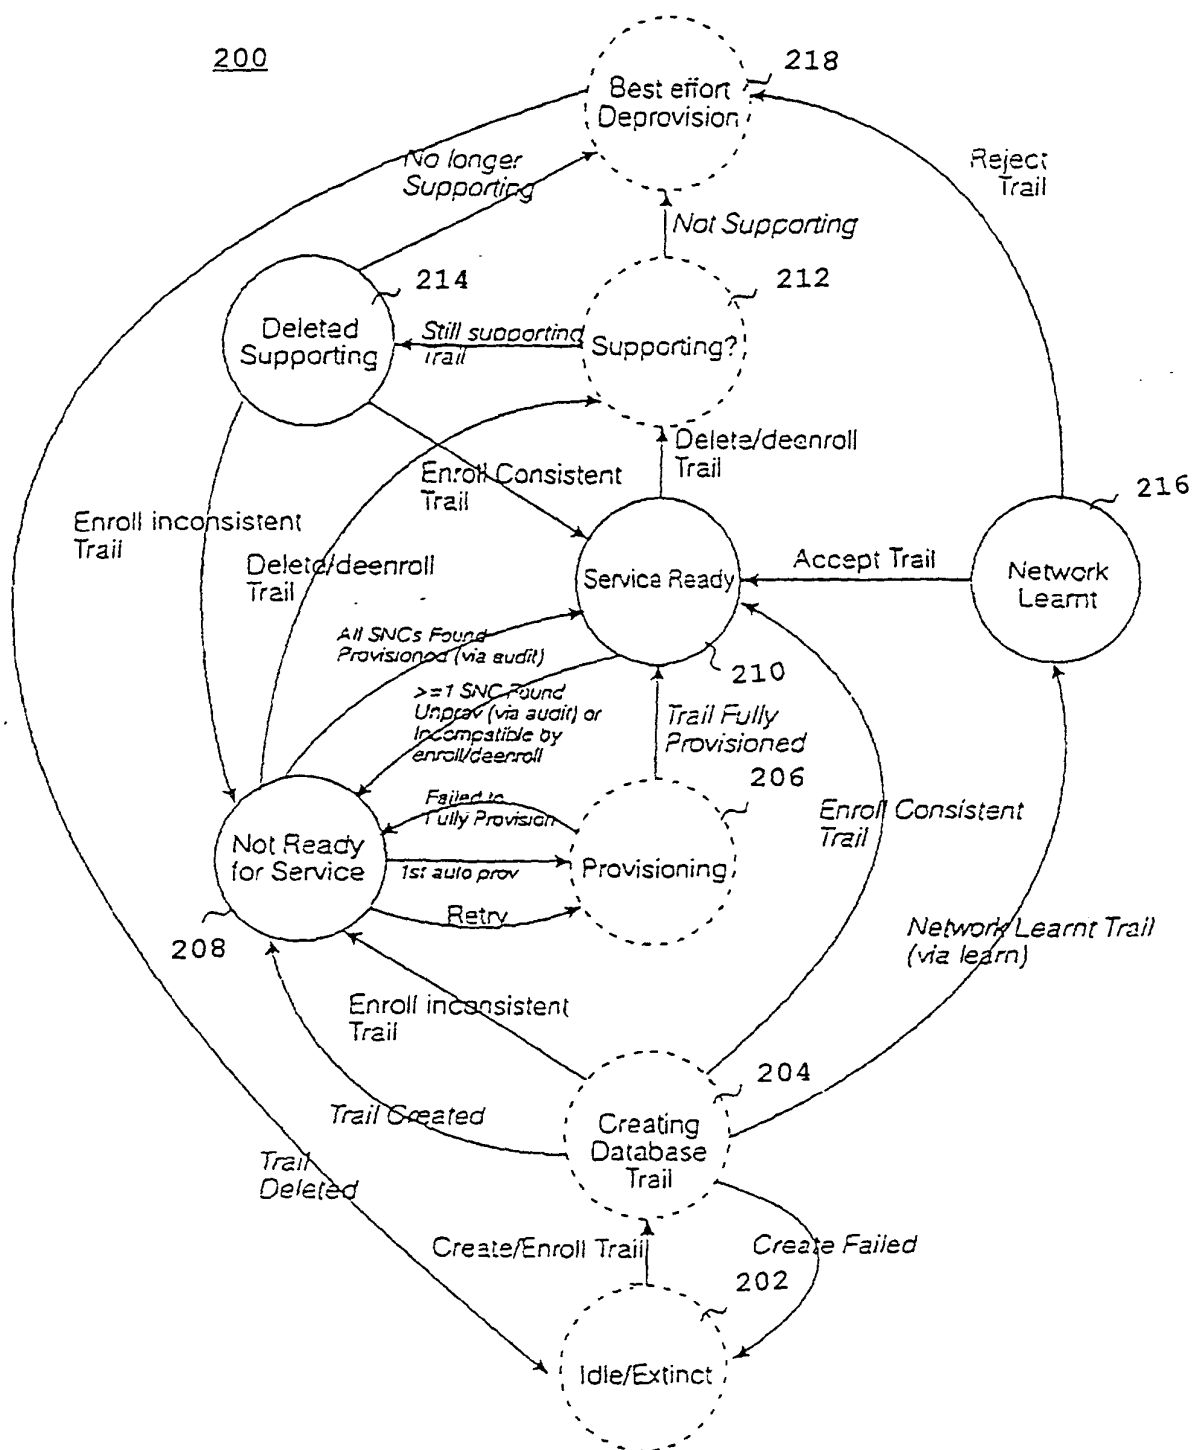 200
218
Best effort
Deprovision
No longer
Supporting
Reject
Trail
Not Supporting
214
212
Deleted
Supporting
Still supporting
Trail
Supporting?
Delete/deenroll
Trail
Enroll Consistent
Trail
216
Enroll inconsistent
Trail
Delete/deenroll
Trail
Service Ready
Accept Trail
Network
Learnt
All SNCs Found
Provisioned (via audit)
210
>=1 SNC Found
Unprov (via audit) or
Incompatible by
enroll/deenroll
Trail Fully
Provisioned
206
Failed to
Fully Provision
Enroll Consistent
Trail
Not Ready
for Service
1st auto prov
Provisioning
Retry
208
Network Learnt Trail
(via learn)
Enroll inconsistent
Trail
204
Trail Created
Creating
Database
Trail
Trail
Deleted
Create/Enroll Trail
Create Failed
202
Idle/Extinct